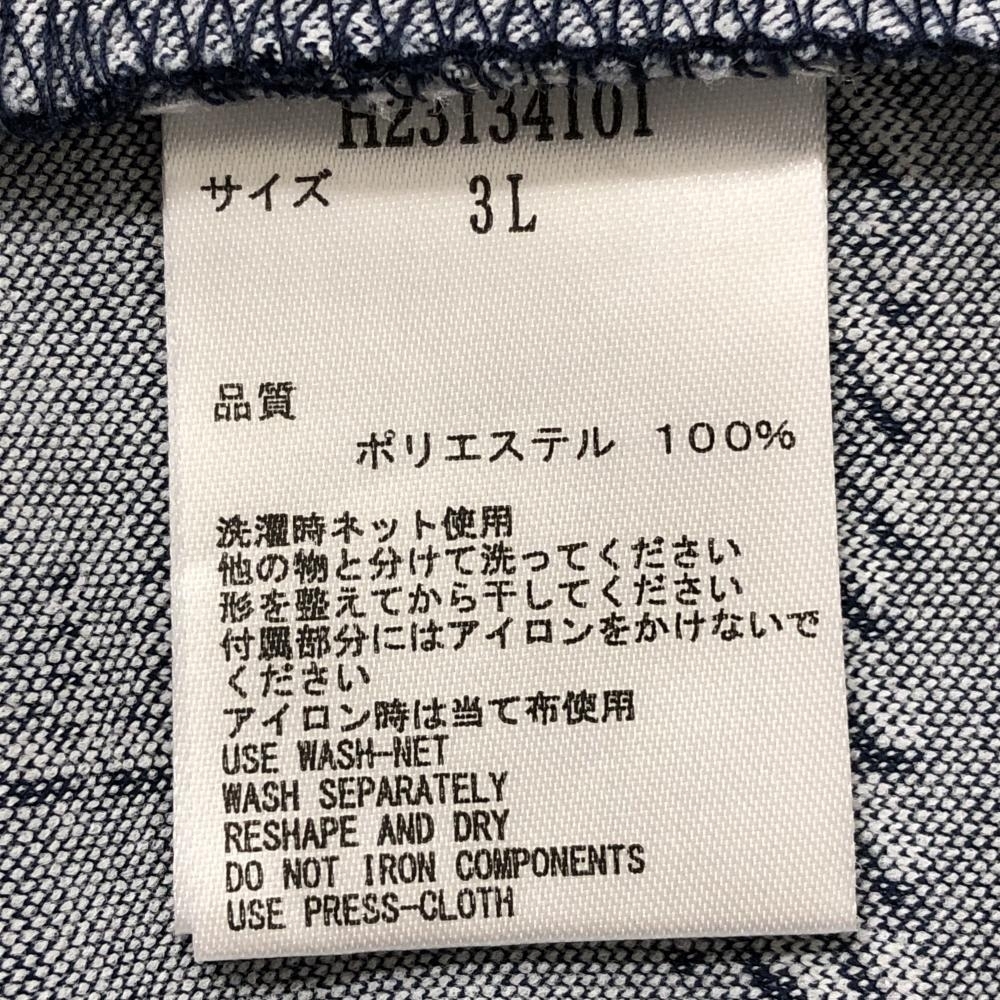 H23134101
サイズ 3L
品質
ポリエステル 100%
洗濯時ネット使用
他の物と分けて洗ってください
形を整えてから干してください
付属部分にはアイロンをかけないで
ください
アイロン時は当て布使用
USE WASH-NET
WASH SEPARATELY
RESHAPE AND DRY
DO NOT IRON COMPONENTS
USE PRESS-CLOTH